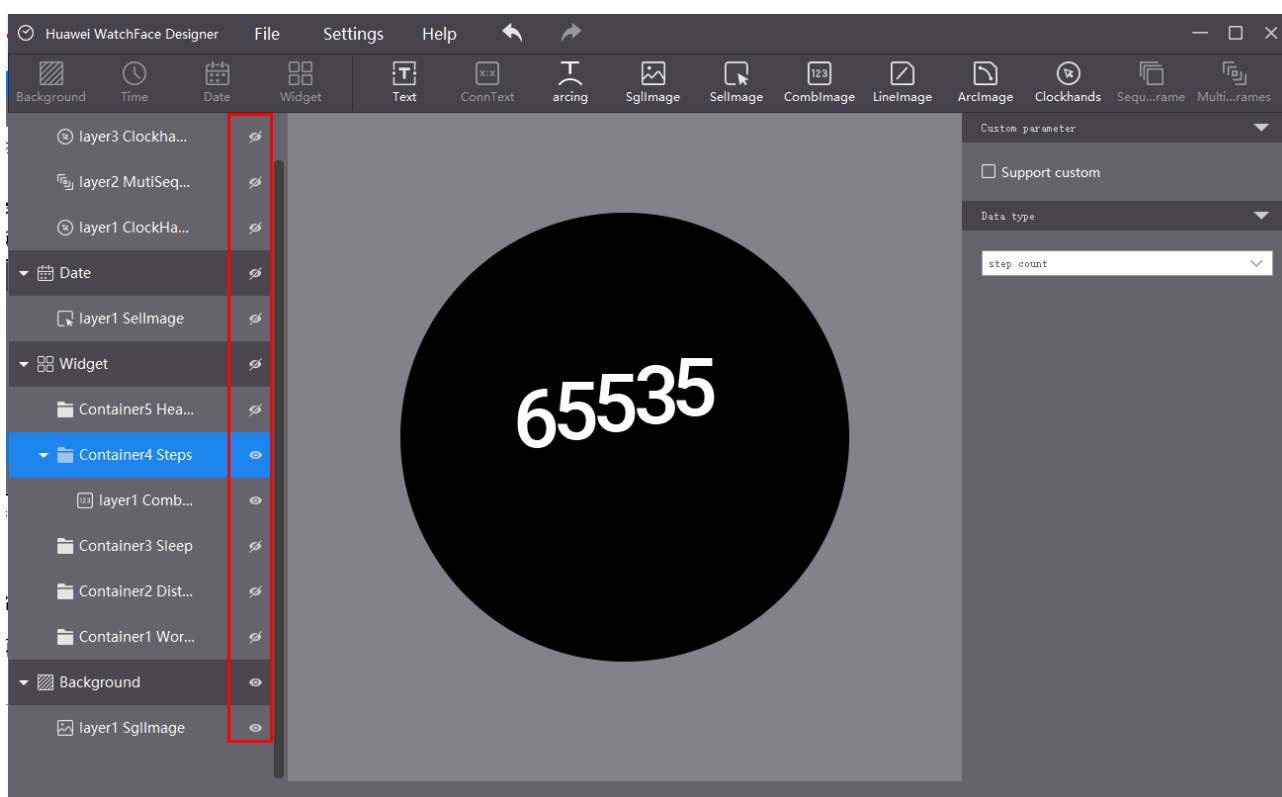 Huawei WatchFace Designer File Settings Help
Background Time Date Widget Text ConnText arcing SglImage SelImage CombImage LineImage ArcImage Clockhands Sequ...rame Multi...rames
layer3 Clockha...
layer2 MutiSeq...
layer1 ClockHa...
Date
layer1 SelImage
Widget
Container5 Hea...
Container4 Steps
layer1 Comb...
Container3 Sleep
Container2 Dist...
Container1 Wor...
Background
layer1 SglImage
65535
Custom parameter
Support custom
Data type
step count